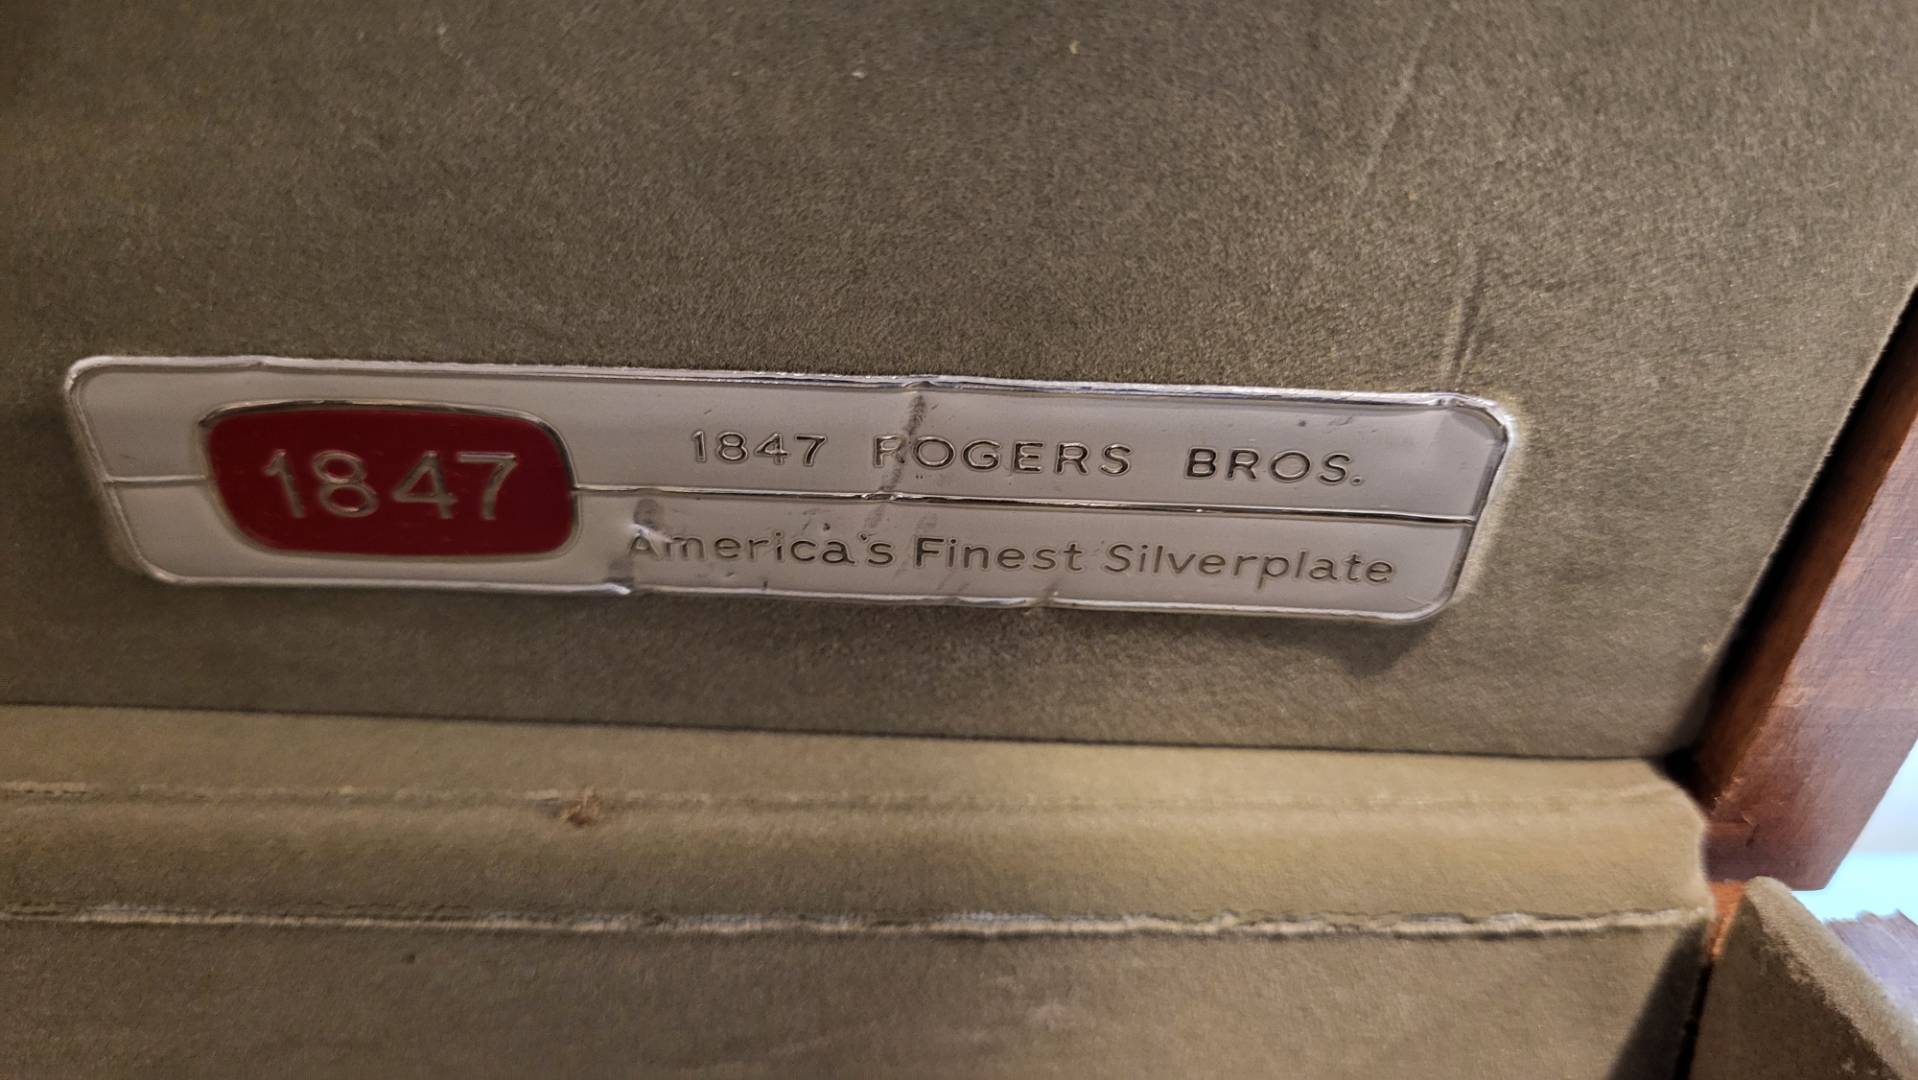 1847
1847 ROGERS BROS.
America's Finest Silverplate